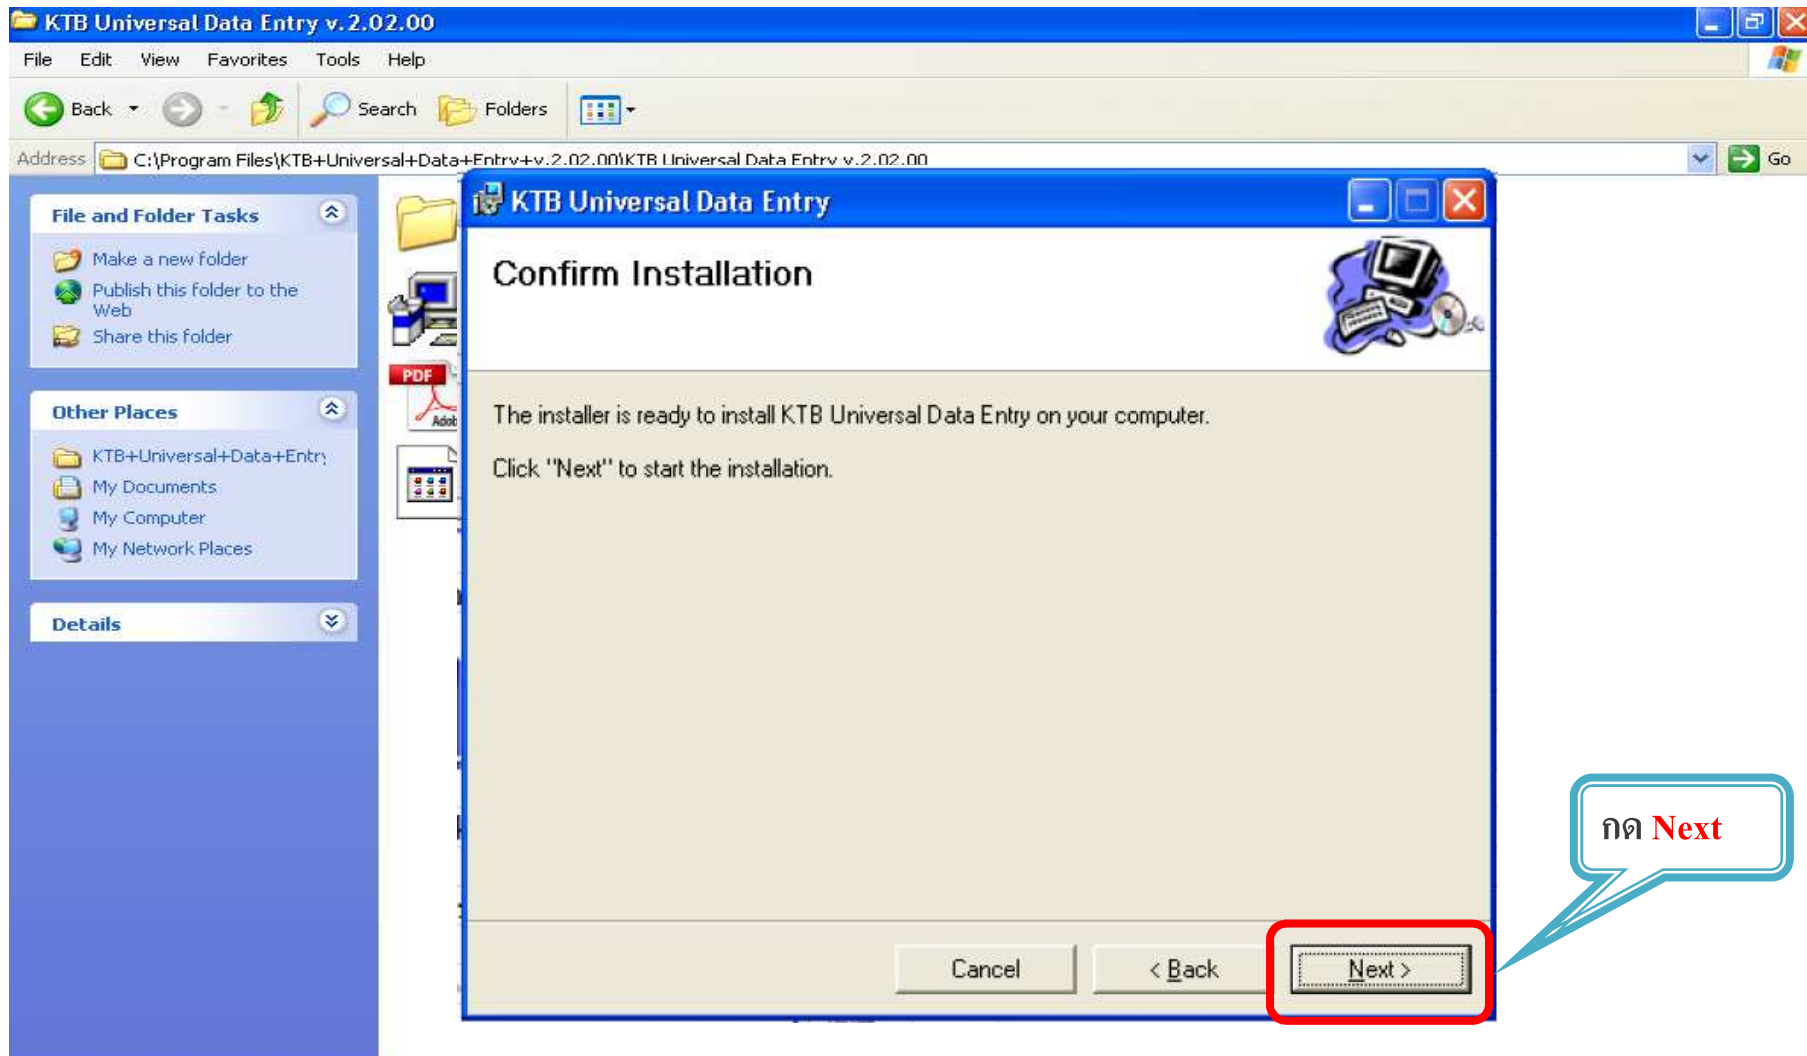 KTB Universal Data Entry v.2.02.00
File Edit View Favorites Tools Help
Back Search Folders
Address C:\Program Files\KTB+Universal+Data+Entry+v.2.02.00\KTB Universal Data Entry v.2.02.00 Go
File and Folder Tasks
Make a new folder
Publish this folder to the
Web
Share this folder
Other Places
KTB+Universal+Data+Entry
My Documents
My Computer
My Network Places
Details
PDF
Adob
KTB Universal Data Entry
Confirm Installation
The installer is ready to install KTB Universal Data Entry on your computer.
Click "Next" to start the installation.
Cancel < Back Next >
กด Next